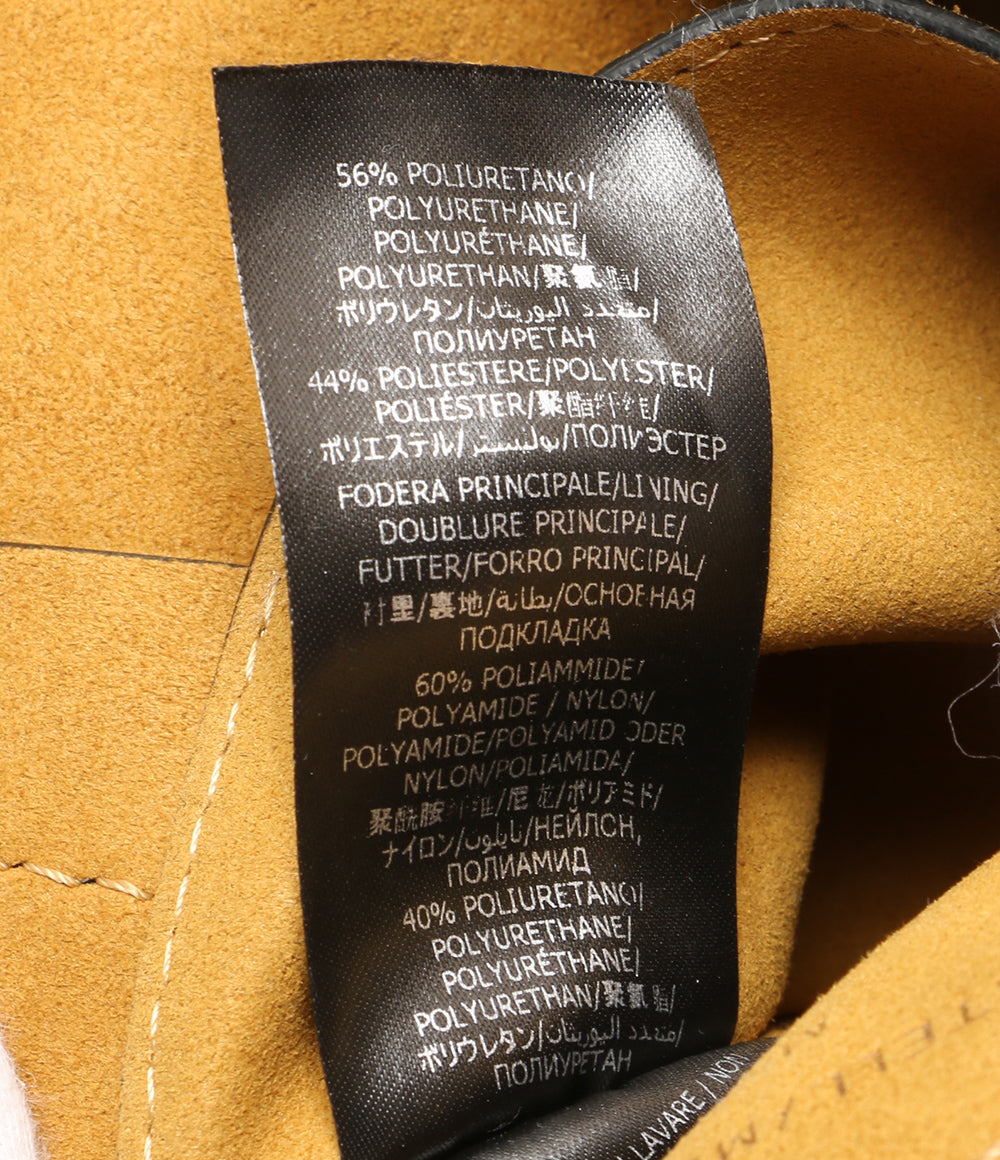 56% POLIURETANO/
POLYURETHANE/
POLYURÉTHANE/
POLYURETHAN/聚氨酯/
ポリウレタン/متعدد اليوريتان/
ПОЛИУРЕТАН
44% POLIESTERE/POLYESTER/
POLIÉSTER/聚酯纤维/
ポリエステル/بوليستر/ПОЛИЭСТЕР
FODERA PRINCIPALE/LINING/
DOUBLURE PRINCIPALE/
FUTTER/FORRO PRINCIPAL/
衬里/裏地/بطانة/ОСНОВНАЯ
ПОДКЛАДКА
60% POLIAMMIDE/
POLYAMIDE / NYLON/
POLYAMIDE/POLYAMID ODER
NYLON/POLIAMIDA/
聚酰胺纤维/尼龙/ポリアミド/
ナイロン/نايلون/НЕЙЛОН,
ПОЛИАМИД
40% POLIURETANO/
POLYURETHANE/
POLYURÉTHANE/
POLYURETHAN/聚氨酯/
ポリウレタン/متعدد اليوريتان/
ПОЛИУРЕТАН
LAVARE / NON